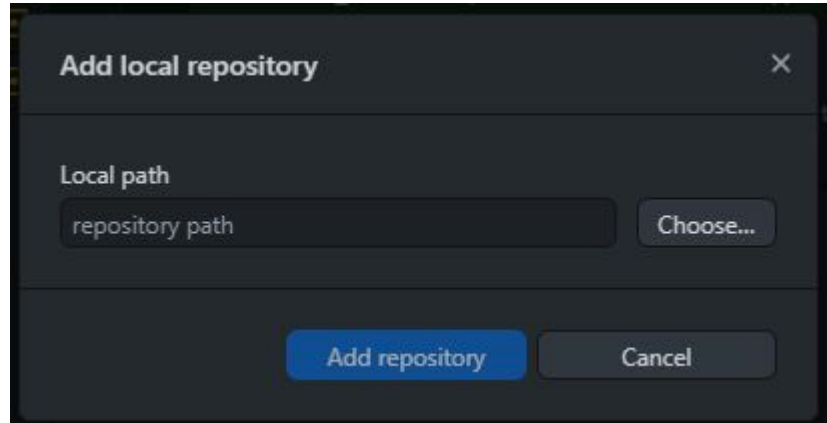 Add local repository
Local path
repository path
Choose...
Add repository
Cancel